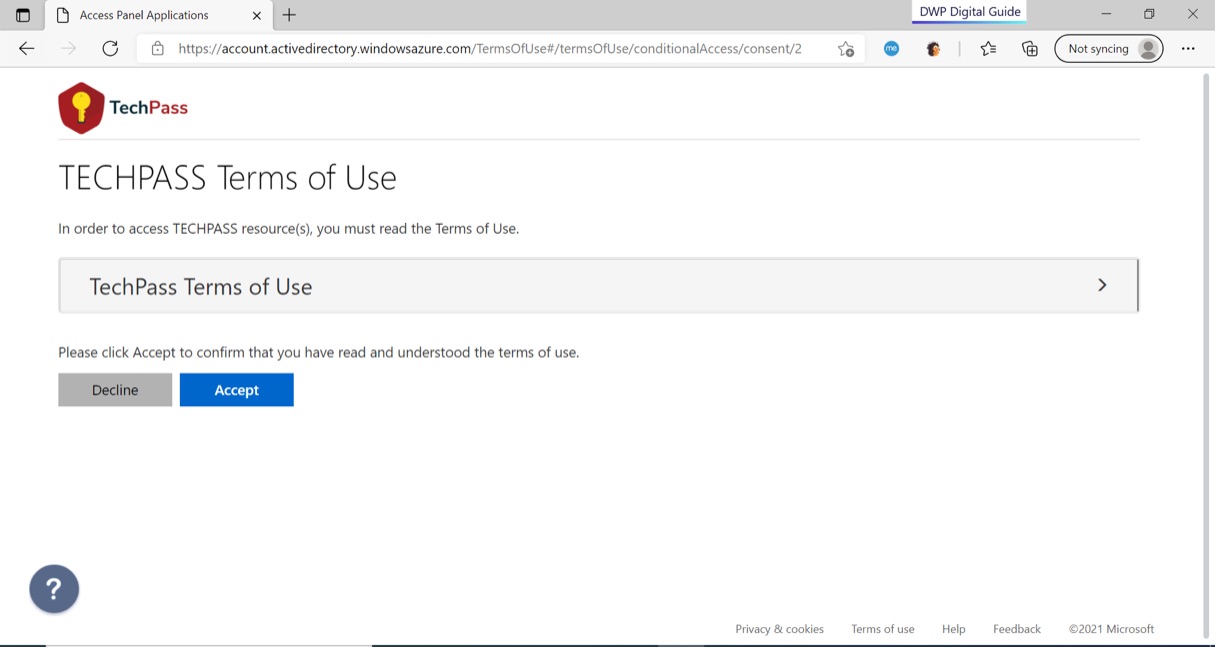 Access Panel Applications
DWP Digital Guide
https://account.activedirectory.windowsazure.com/TermsOfUse#/termsOfUse/conditionalAccess/consent/2
me
Not syncing
TechPass
TECHPASS Terms of Use
In order to access TECHPASS resource(s), you must read the Terms of Use.
TechPass Terms of Use
Please click Accept to confirm that you have read and understood the terms of use.
Decline Accept
?
Privacy & cookies Terms of use Help Feedback ©2021 Microsoft